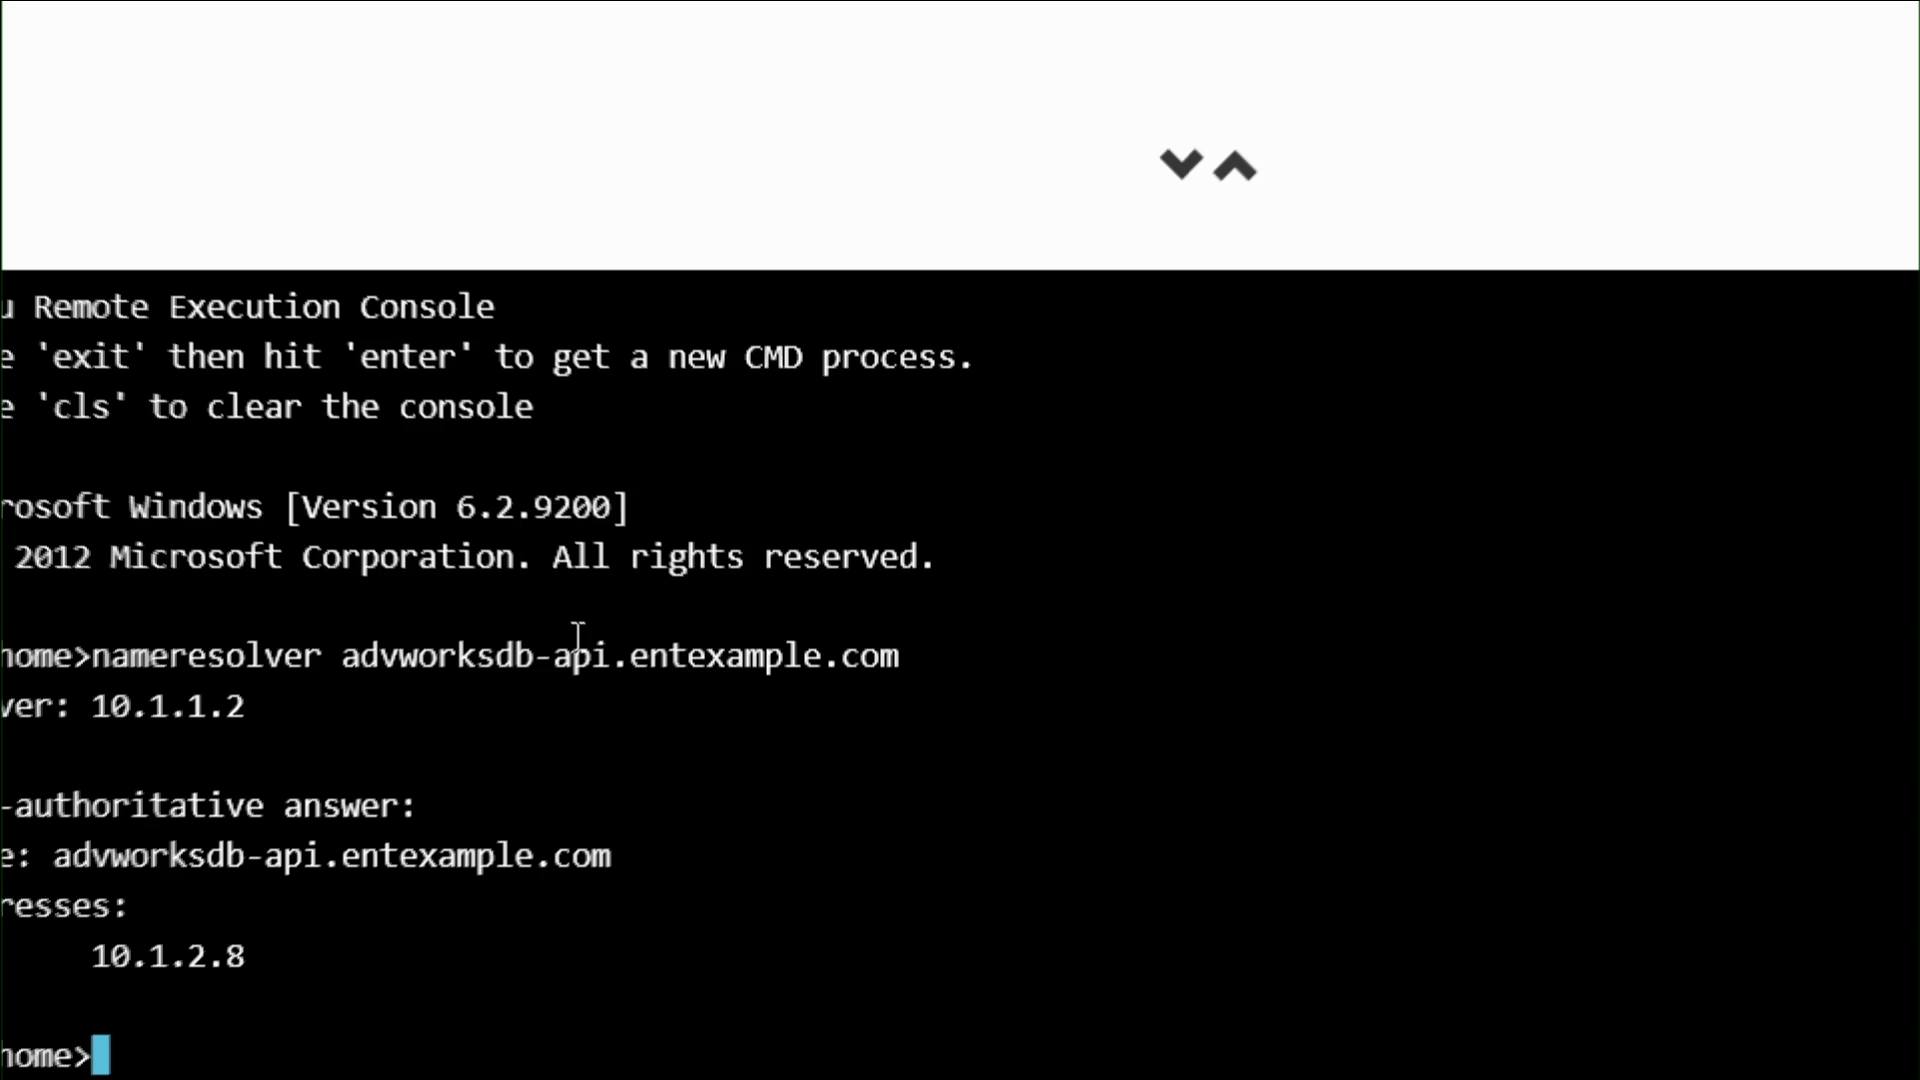 u Remote Execution Console
e 'exit' then hit 'enter' to get a new CMD process.
e 'cls' to clear the console
rosoft Windows [Version 6.2.9200]
2012 Microsoft Corporation. All rights reserved.
home>nameresolver advworksdb-api.entexample.com
ver: 10.1.1.2
-authoritative answer:
e: advworksdb-api.entexample.com
resses:
10.1.2.8
home>